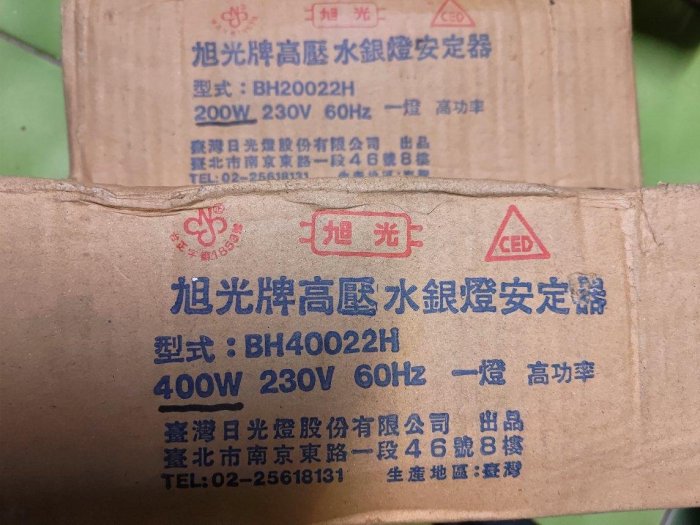 旭光
CED
旭光牌高壓水銀燈安定器
型式：BH20022H
200W 230V 60Hz 一燈 高功率
臺灣日光燈股份有限公司 出品
臺北市南京東路一段46號8樓
TEL:02-25618131 生產地區:臺灣
旭光
CED
旭光牌高壓水銀燈安定器
型式：BH40022H
400W 230V 60Hz 一燈 高功率
臺灣日光燈股份有限公司 出品
臺北市南京東路一段46號8樓
TEL:02-25618131 生產地區:臺灣